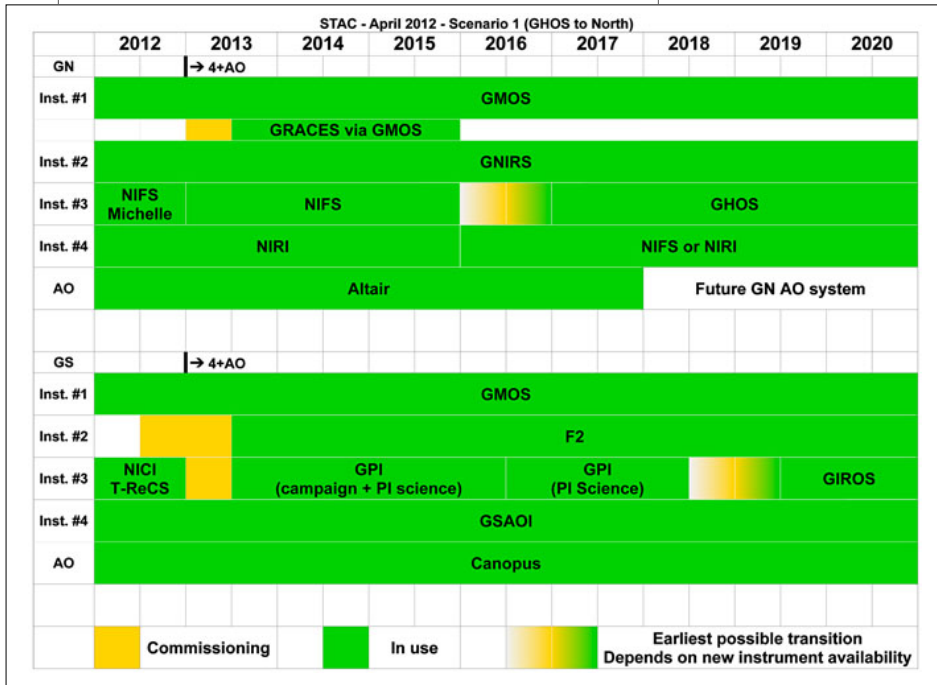 STAC - April 2012 - Scenario 1 (GHOS to North)
2012 2013 2014 2015 2016 2017 2018 2019 2020
GN → 4+AO
Inst. #1 GMOS
GRACES via GMOS
Inst. #2 GNIRS
Inst. #3 NIFS Michelle NIFS GHOS
Inst. #4 NIRI NIFS or NIRI
AO Altair Future GN AO system
GS → 4+AO
Inst. #1 GMOS
Inst. #2 F2
Inst. #3 NICI T-ReCS GPI (campaign + PI science) GPI (PI Science) GIROS
Inst. #4 GSAOI
AO Canopus
Commissioning In use Earliest possible transition
Depends on new instrument availability